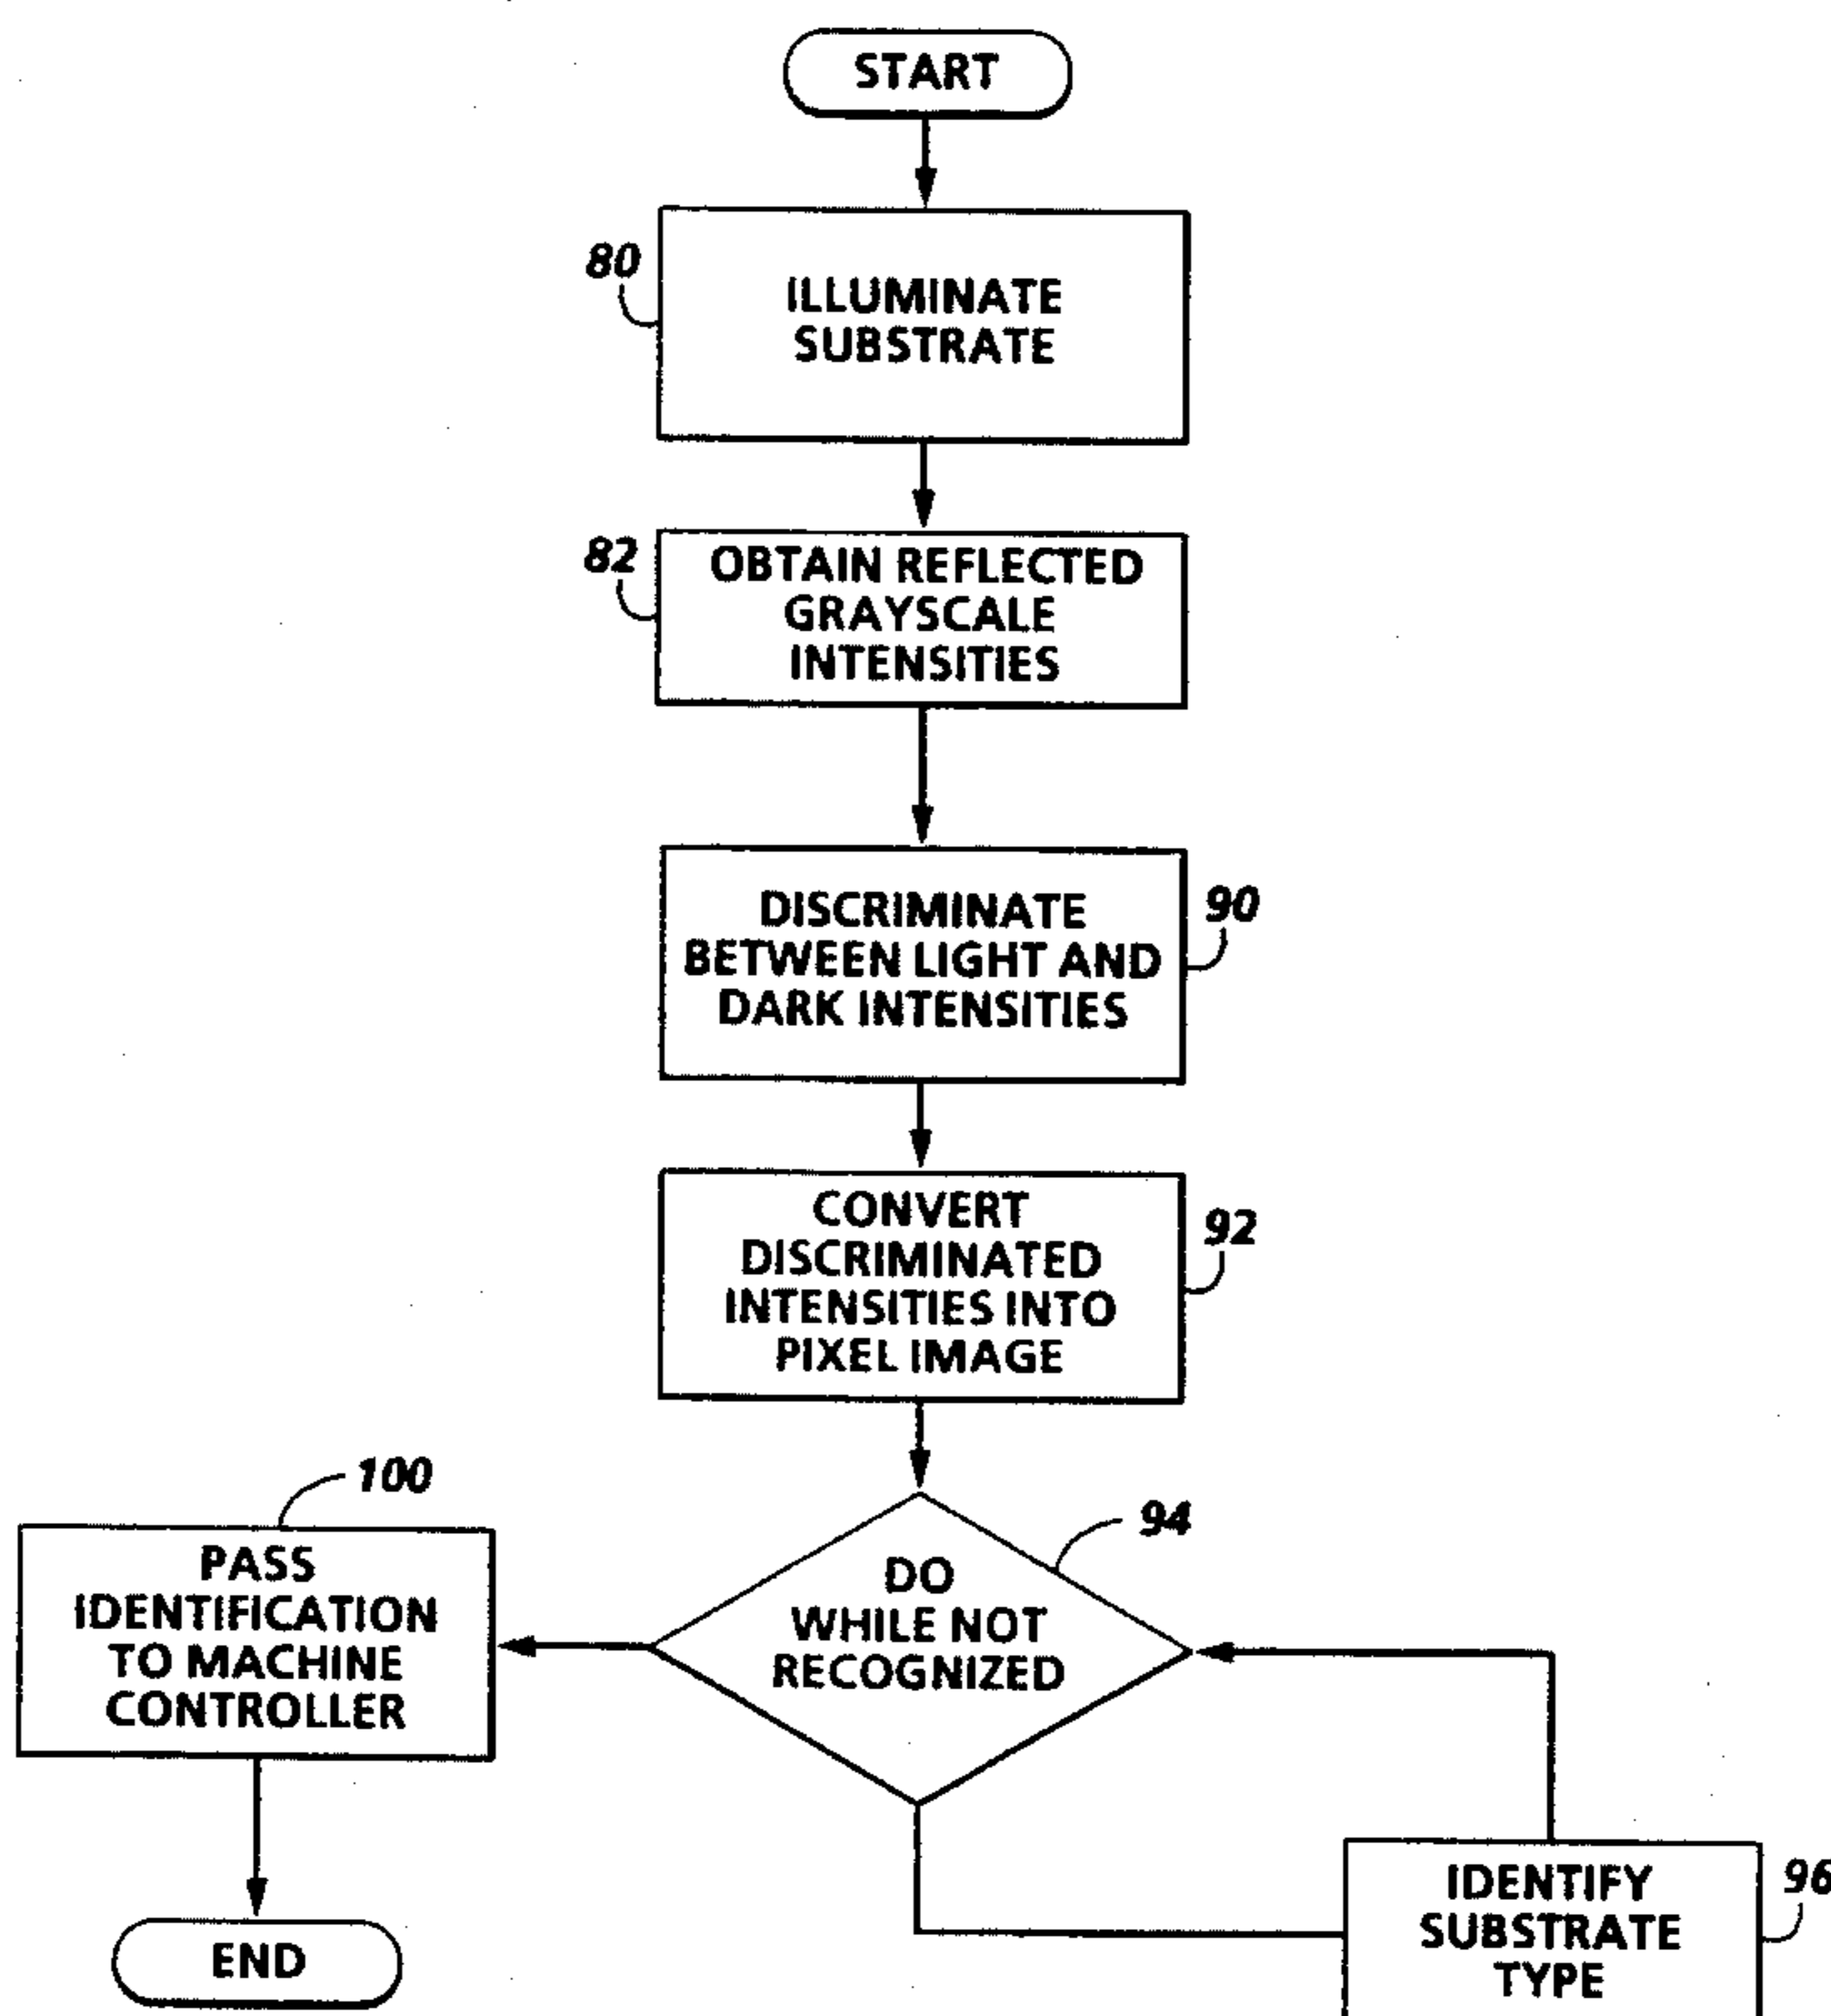 START
80
ILLUMINATE
SUBSTRATE
82
OBTAIN REFLECTED
GRAYSCALE
INTENSITIES
DISCRIMINATE
BETWEEN LIGHT AND
DARK INTENSITIES
90
CONVERT
DISCRIMINATED
INTENSITIES INTO
PIXEL IMAGE
92
100
PASS
IDENTIFICATION
TO MACHINE
CONTROLLER
94
DO
WHILE NOT
RECOGNIZED
IDENTIFY
SUBSTRATE
TYPE
96
END